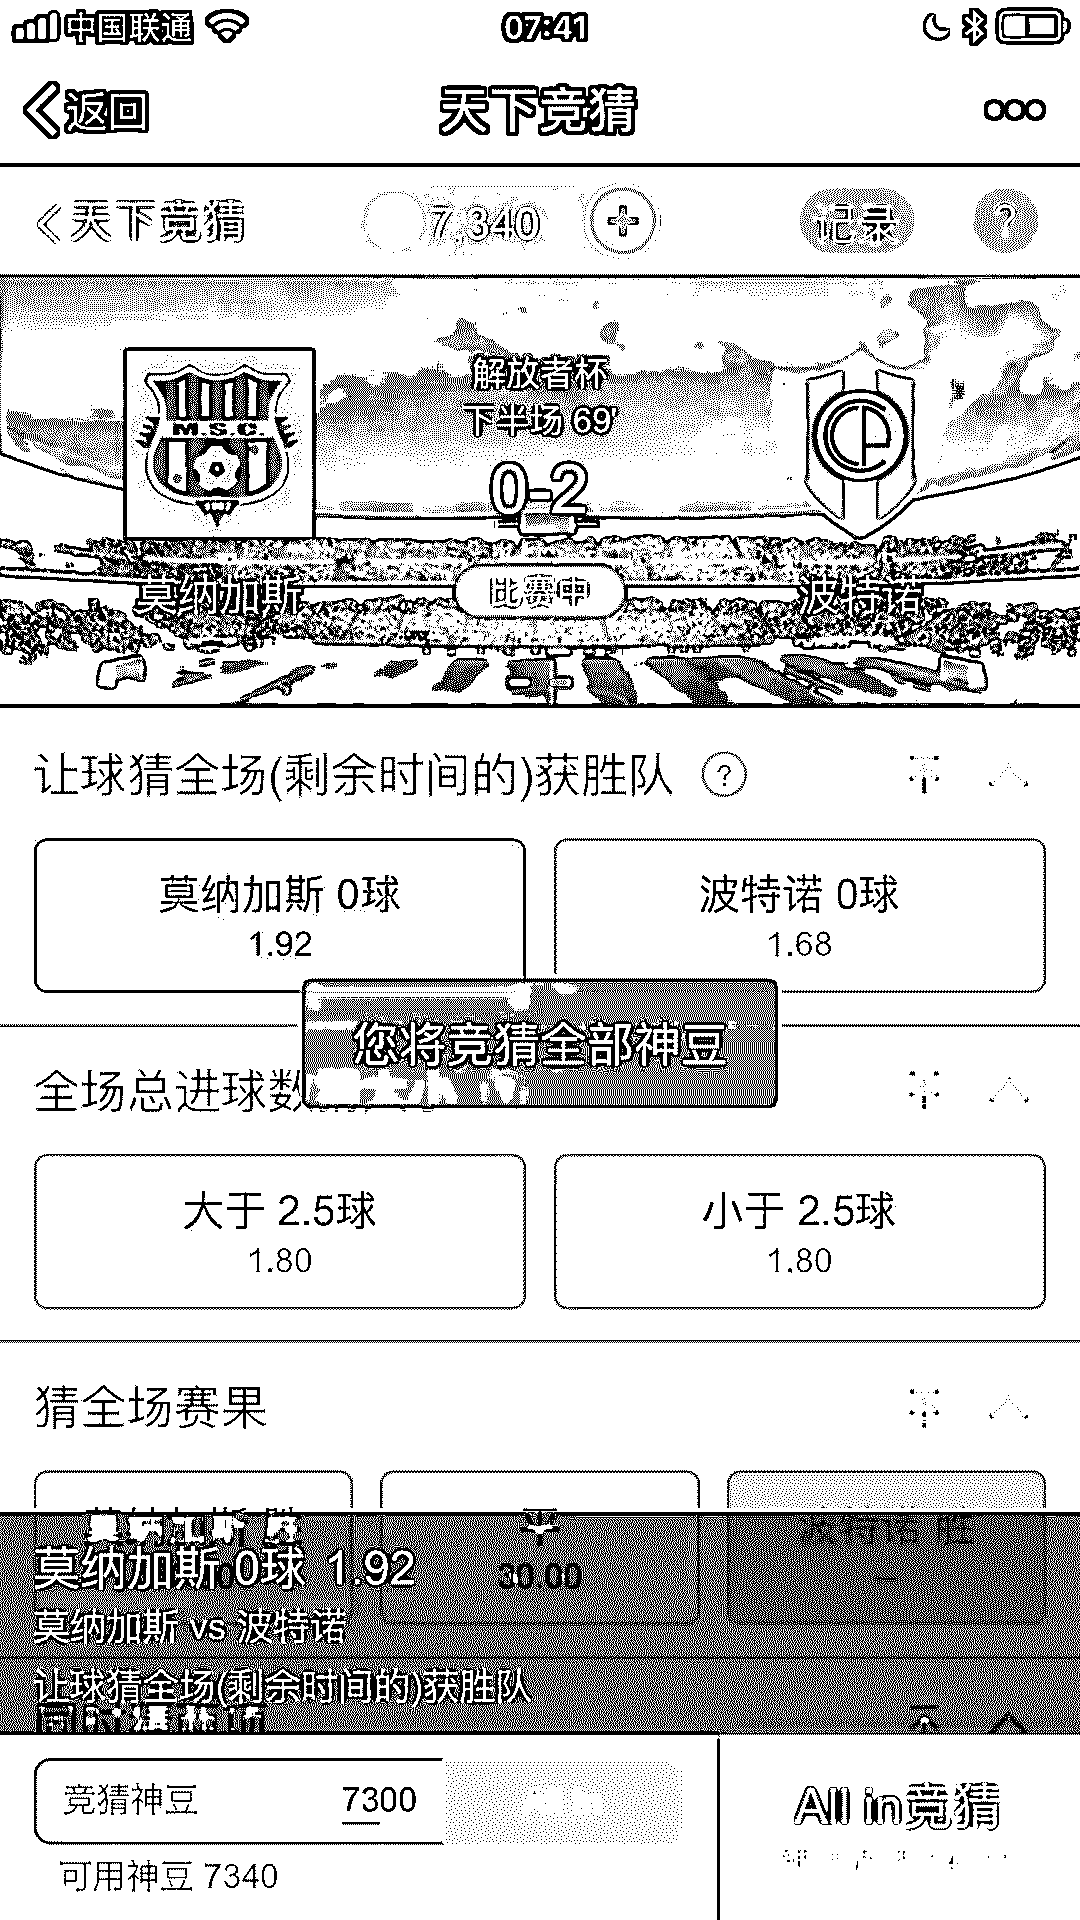 中国联通
07:41
返回
天下竞猜
天下竞猜
7,340
+
记录
?
M.S.C.
解放者杯
下半场 69'
0-2
莫纳加斯
比赛中
波特诺
让球猜全场(剩余时间的)获胜队
?
莫纳加斯 0球
1.92
波特诺 0球
1.68
您将竞猜全部神豆
全场总进球数
大于 2.5球
1.80
小于 2.5球
1.80
猜全场赛果
莫纳加斯 胜
平
30.00
莫纳加斯 0球 1.92
莫纳加斯 vs 波特诺
让球猜全场(剩余时间的)获胜队
竞猜神豆
7300
All in竞猜
可用神豆 7340